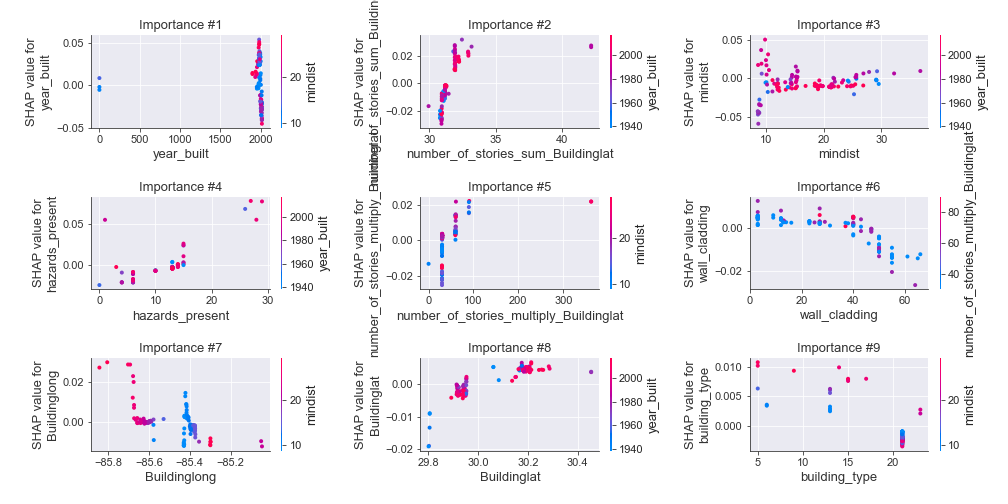 Importance #1
SHAP value for
year_built
0.05
0.00
−0.05
0
500
1000
1500
2000
year_built
20
10
mindist
Importance #2
SHAP value for
number_of_stories_sum_Buildinglat
0.02
0.00
−0.02
30
35
40
number_of_stories_sum_Buildinglat
2000
1980
1960
1940
year_built
Importance #3
SHAP value for
mindist
0.05
0.00
−0.05
10
20
30
mindist
2000
1980
1960
1940
year_built
Importance #4
SHAP value for
hazards_present
0.05
0.00
0
10
20
30
hazards_present
2000
1980
1960
1940
year_built
Importance #5
SHAP value for
number_of_stories_multiply_Buildinglat
0.02
0.00
−0.02
0
100
200
300
number_of_stories_multiply_Buildinglat
20
10
mindist
Importance #6
SHAP value for
wall_cladding
0.00
−0.02
0
20
40
60
wall_cladding
80
60
40
number_of_stories_multiply_Buildinglat
Importance #7
SHAP value for
Buildinglong
0.02
0.00
−85.8
−85.6
−85.4
−85.2
Buildinglong
20
10
mindist
Importance #8
SHAP value for
Buildinglat
0.00
−0.01
−0.02
29.8
30.0
30.2
30.4
Buildinglat
2000
1980
1960
1940
year_built
Importance #9
SHAP value for
building_type
0.010
0.005
0.000
5
10
15
20
building_type
20
10
mindist